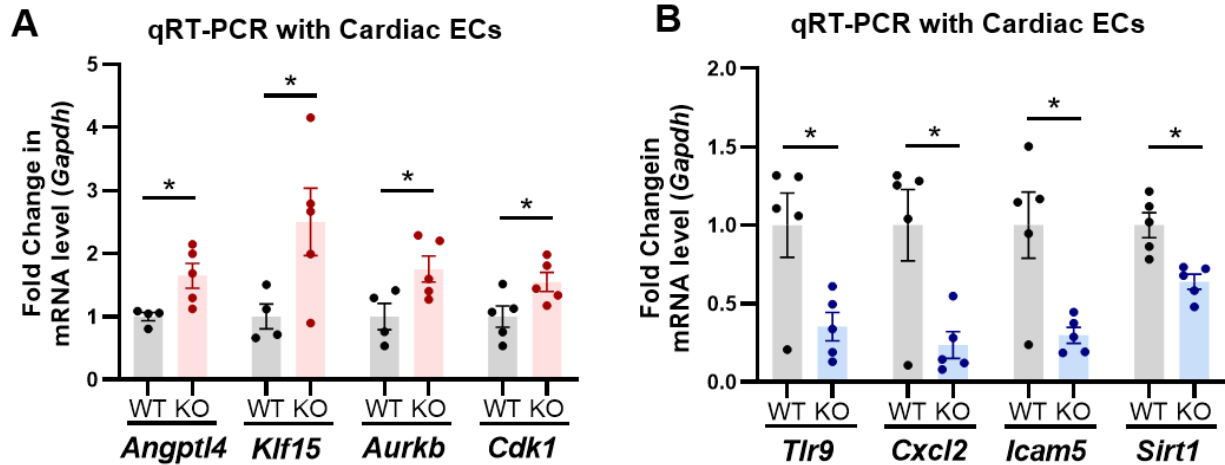 A
qRT-PCR with Cardiac ECs
Fold Change in
mRNA level (Gapdh)
5
4
3
2
1
0
*
*
*
*
WT KO WT KO WT KO WT KO
Angptl4 Klf15 Aurkb Cdk1
B
qRT-PCR with Cardiac ECs
Fold Changein
mRNA level (Gapdh)
2.0
1.5
1.0
0.5
0.0
*
*
*
*
WT KO WT KO WT KO WT KO
Tlr9 Cxcl2 Icam5 Sirt1